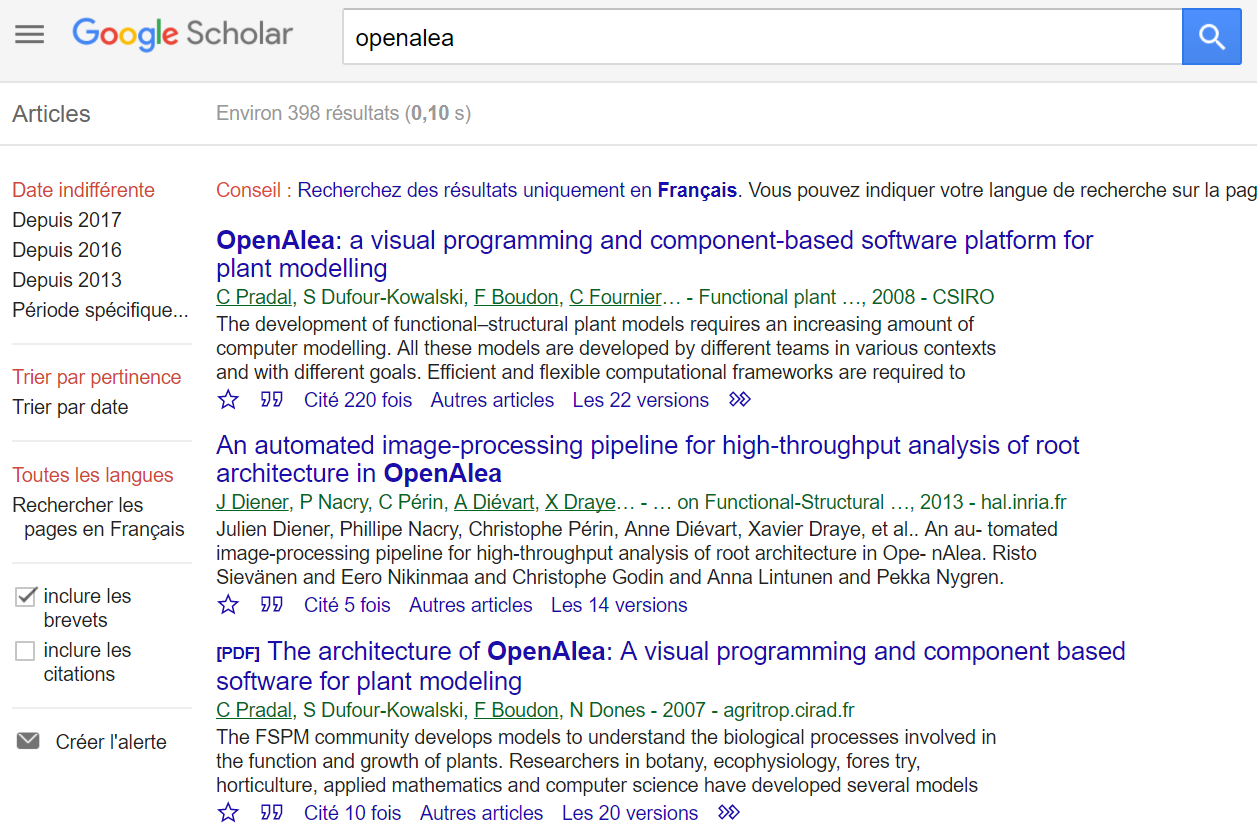 Google Scholar
openalea
Articles
Environ 398 résultats (0,10 s)
Date indifférente
Depuis 2017
Depuis 2016
Depuis 2013
Période spécifique...
Trier par pertinence
Trier par date
Toutes les langues
Rechercher les
pages en Français
inclure les
brevets
inclure les
citations
Créer l'alerte
Conseil : Recherchez des résultats uniquement en Français. Vous pouvez indiquer votre langue de recherche sur la pag
OpenAlea: a visual programming and component-based software platform for
plant modelling
C Pradal, S Dufour-Kowalski, F Boudon, C Fournier… - Functional plant …, 2008 - CSIRO
The development of functional–structural plant models requires an increasing amount of
computer modelling. All these models are developed by different teams in various contexts
and with different goals. Efficient and flexible computational frameworks are required to
Cité 220 fois Autres articles Les 22 versions
An automated image-processing pipeline for high-throughput analysis of root
architecture in OpenAlea
J Diener, P Nacry, C Périn, A Diévart, X Draye… - … on Functional-Structural …, 2013 - hal.inria.fr
Julien Diener, Phillipe Nacry, Christophe Périn, Anne Diévart, Xavier Draye, et al.. An au- tomated
image-processing pipeline for high-throughput analysis of root architecture in Ope- nAlea. Risto
Sievänen and Eero Nikinmaa and Christophe Godin and Anna Lintunen and Pekka Nygren.
Cité 5 fois Autres articles Les 14 versions
[PDF] The architecture of OpenAlea: A visual programming and component based
software for plant modeling
C Pradal, S Dufour-Kowalski, F Boudon, N Dones - 2007 - agritrop.cirad.fr
The FSPM community develops models to understand the biological processes involved in
the function and growth of plants. Researchers in botany, ecophysiology, fores try,
horticulture, applied mathematics and computer science have developed several models
Cité 10 fois Autres articles Les 20 versions